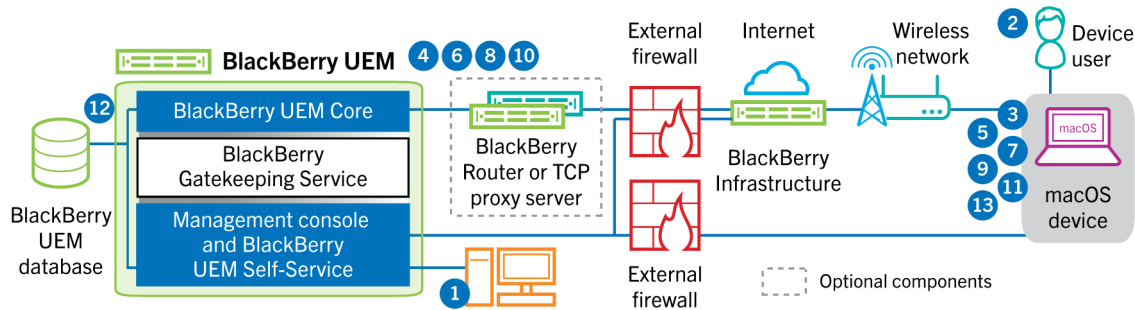 BlackBerry UEM
4
6
8
10
External
firewall
Internet
Wireless
network
2
Device
user
12
BlackBerry UEM Core
BlackBerry
Gatekeeping Service
Management console
and BlackBerry
UEM Self-Service
BlackBerry
UEM
database
BlackBerry
Router or TCP
proxy server
BlackBerry
Infrastructure
3
5
7
9
11
13
macOS
macOS
device
1
External
firewall
Optional components